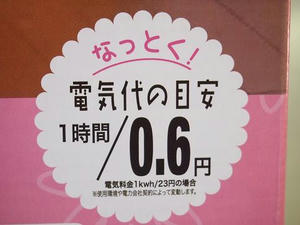 なっとく!
電気代の目安
1時間/0.6円
電気料金1kwh/23円の場合
※使用環境や電力会社契約によって変動します。